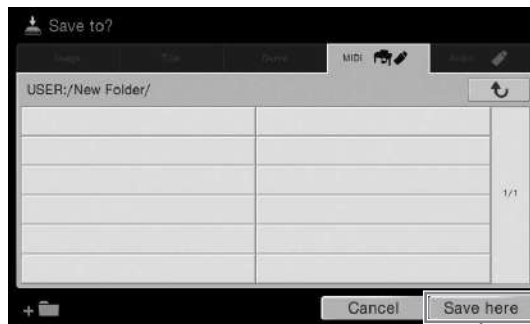 Save to?
MIDI
USER:/New Folder/
1/1
Cancel
Save here